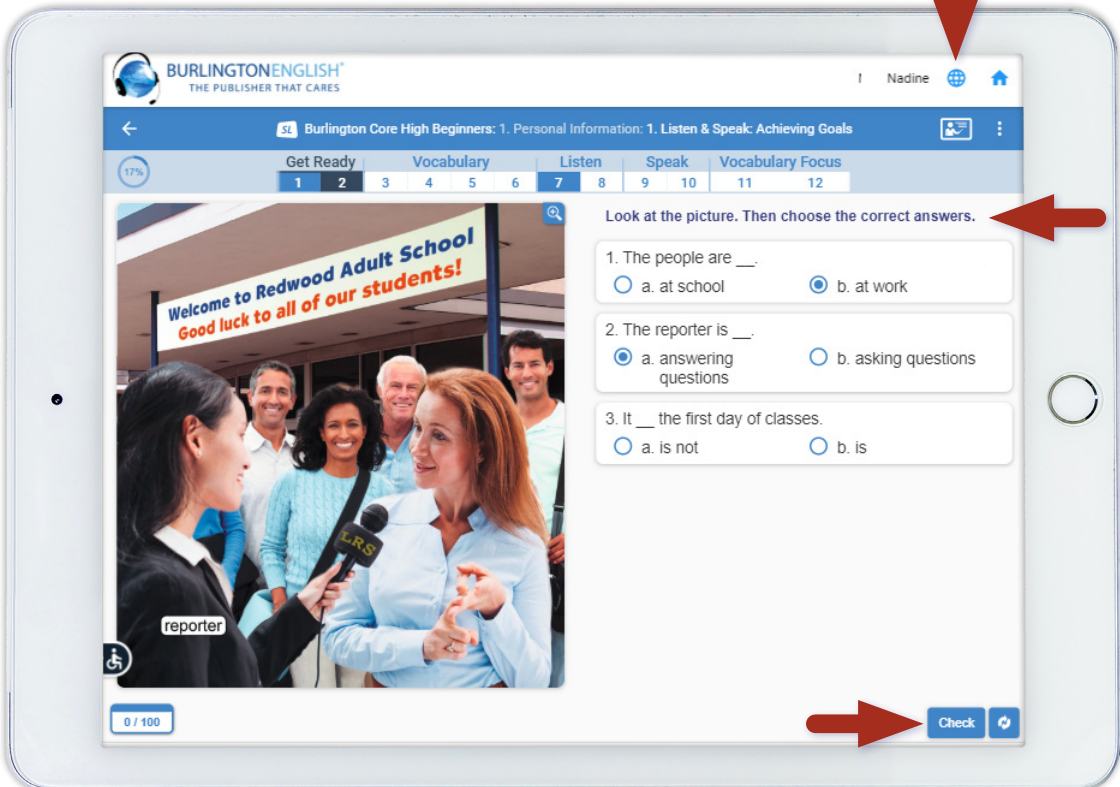 BURLINGTONENGLISH®
THE PUBLISHER THAT CARES
Nadine
SL Burlington Core High Beginners: 1. Personal Information: 1. Listen & Speak: Achieving Goals
17%
Get Ready Vocabulary Listen Speak Vocabulary Focus
1 2 3 4 5 6 7 8 9 10 11 12
Welcome to Redwood Adult School
Good luck to all of our students!
LRS
reporter
Look at the picture. Then choose the correct answers.
1. The people are __.
a. at school b. at work
2. The reporter is __.
a. answering b. asking questions
questions
3. It __ the first day of classes.
a. is not b. is
0 / 100
Check